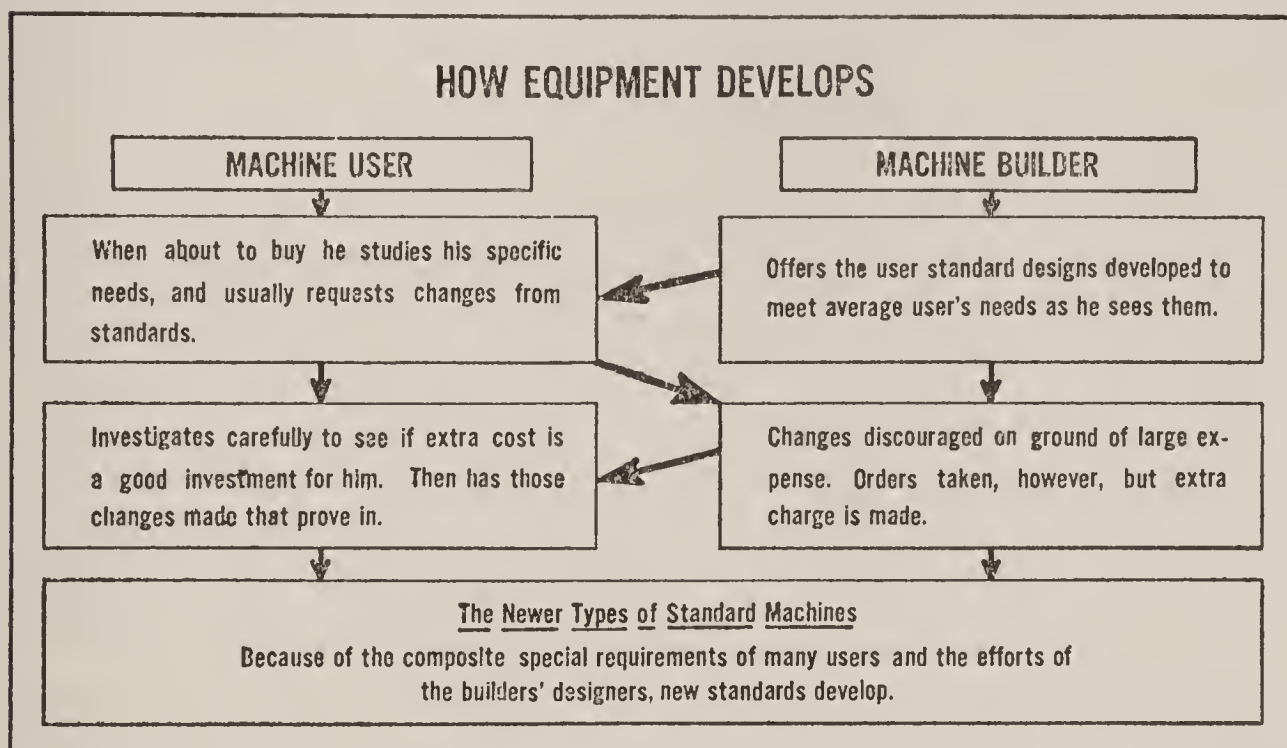 HOW EQUIPMENT DEVELOPS
MACHINE USER
When about to buy he studies his specific
needs, and usually requests changes from
standards.
Investigates carefully to see if extra cost is
a good investment for him. Then has those
changes made that prove in.
MACHINE BUILDER
Offers the user standard designs developed to
meet average user's needs as he sees them.
Changes discouraged on ground of large ex-
pense. Orders taken, however, but extra
charge is made.
The Newer Types of Standard Machines
Because of the composite special requirements of many users and the efforts of
the builders' designers, new standards develop.